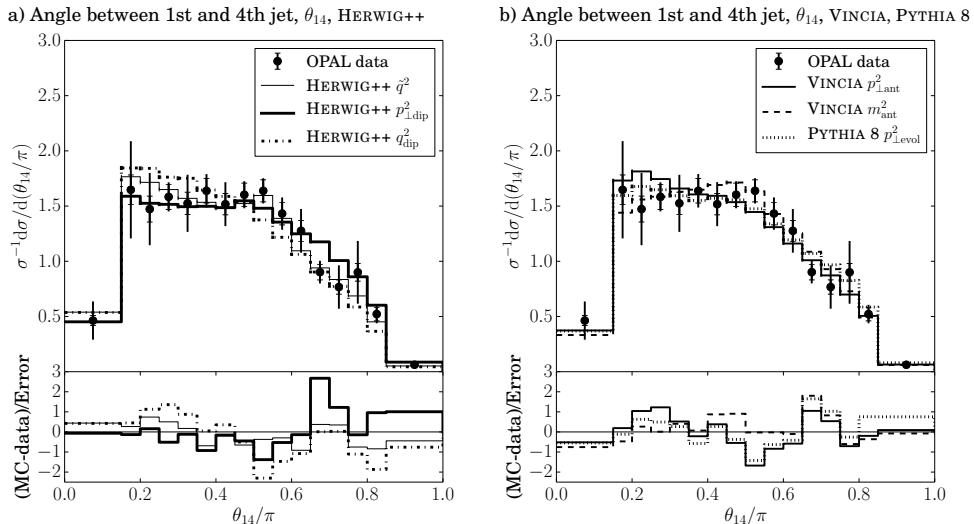 a) Angle between 1st and 4th jet, θ14, HERWIG++
3.0
2.5
2.0
1.5
1.0
0.5
σ−1dσ/d(θ14/π)
OPAL data
HERWIG++ q̃2
HERWIG++ p2⊥dip
HERWIG++ q2dip
3
2
1
0
−1
−2
(MC-data)/Error
0.0 0.2 0.4 0.6 0.8 1.0
θ14/π
b) Angle between 1st and 4th jet, θ14, VINCIA, PYTHIA 8
3.0
2.5
2.0
1.5
1.0
0.5
σ−1dσ/d(θ14/π)
OPAL data
VINCIA p2⊥ant
VINCIA m2ant
PYTHIA 8 p2⊥evol
3
2
1
0
−1
−2
(MC-data)/Error
0.0 0.2 0.4 0.6 0.8 1.0
θ14/π